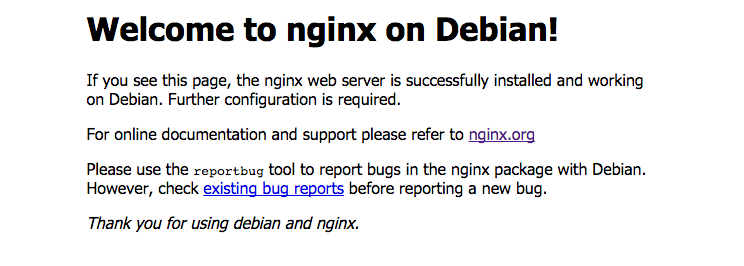 Welcome to nginx on Debian!
If you see this page, the nginx web server is successfully installed and working
on Debian. Further configuration is required.
For online documentation and support please refer to nginx.org
Please use the reportbug tool to report bugs in the nginx package with Debian.
However, check existing bug reports before reporting a new bug.
Thank you for using debian and nginx.